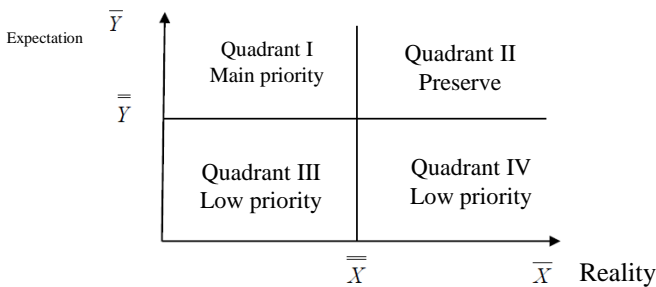 Expectation
Y̅
Quadrant I
Main priority
Quadrant II
Preserve
Y̿
Quadrant III
Low priority
Quadrant IV
Low priority
X̿
X̅
Reality